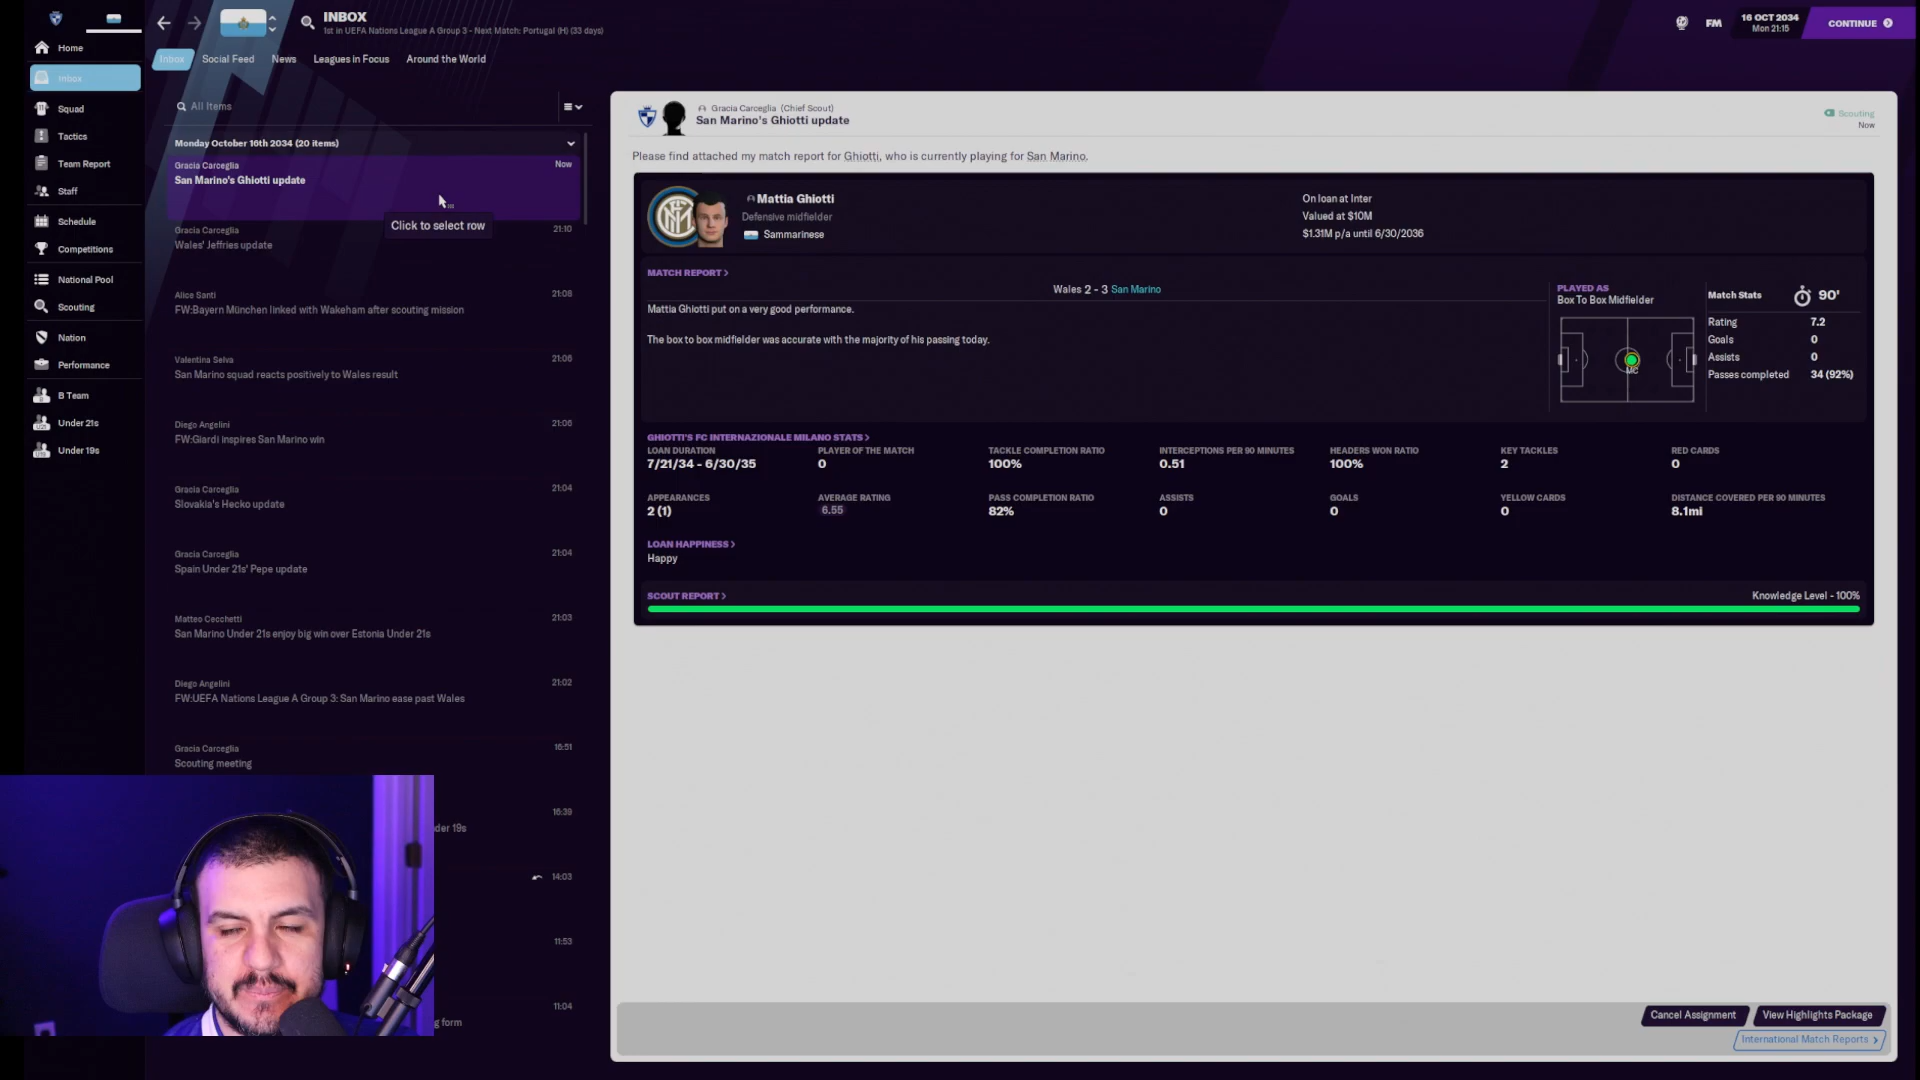 INBOX
1st in UEFA Nations League A Group 3 - Next Match: Portugal (H) (33 days)
FM
16 OCT 2034
Mon 21:15
CONTINUE
Home
Inbox
Squad
Tactics
Team Report
Staff
Schedule
Competitions
National Pool
Scouting
Nation
Performance
B Team
Under 21s
Under 19s
Inbox
Social Feed
News
Leagues in Focus
Around the World
All Items
Monday October 16th 2034 (20 items)
Gracia Carceglia
Now
San Marino's Ghiotti update
Click to select row
21:10
Gracia Carceglia
Wales' Jeffries update
Alice Santi
21:08
FW:Bayern München linked with Wakeham after scouting mission
Valentina Selva
21:06
San Marino squad reacts positively to Wales result
Diego Angelini
21:06
FW:Giardi inspires San Marino win
Gracia Carceglia
21:04
Slovakia's Hecko update
Gracia Carceglia
21:04
Spain Under 21s' Pepe update
Matteo Cecchetti
21:03
San Marino Under 21s enjoy big win over Estonia Under 21s
Diego Angelini
21:02
FW:UEFA Nations League A Group 3: San Marino ease past Wales
Gracia Carceglia
16:51
Scouting meeting
16:39
der 19s
14:03
11:53
11:04
g form
Gracia Carceglia (Chief Scout)
San Marino's Ghiotti update
Scouting
Now
Please find attached my match report for Ghiotti, who is currently playing for San Marino.
Mattia Ghiotti
Defensive midfielder
Sammarinese
On loan at Inter
Valued at $10M
$1.31M p/a until 6/30/2036
MATCH REPORT >
Wales 2 - 3 San Marino
Mattia Ghiotti put on a very good performance.
The box to box midfielder was accurate with the majority of his passing today.
PLAYED AS
Box To Box Midfielder
MC
Match Stats
90'
Rating 7.2
Goals 0
Assists 0
Passes completed 34 (92%)
GHIOTTI'S FC INTERNAZIONALE MILANO STATS >
LOAN DURATION
7/21/34 - 6/30/35
PLAYER OF THE MATCH
0
TACKLE COMPLETION RATIO
100%
INTERCEPTIONS PER 90 MINUTES
0.51
HEADERS WON RATIO
100%
KEY TACKLES
2
RED CARDS
0
APPEARANCES
2 (1)
AVERAGE RATING
6.55
PASS COMPLETION RATIO
82%
ASSISTS
0
GOALS
0
YELLOW CARDS
0
DISTANCE COVERED PER 90 MINUTES
8.1mi
LOAN HAPPINESS >
Happy
SCOUT REPORT >
Knowledge Level - 100%
Cancel Assignment
View Highlights Package
International Match Reports >